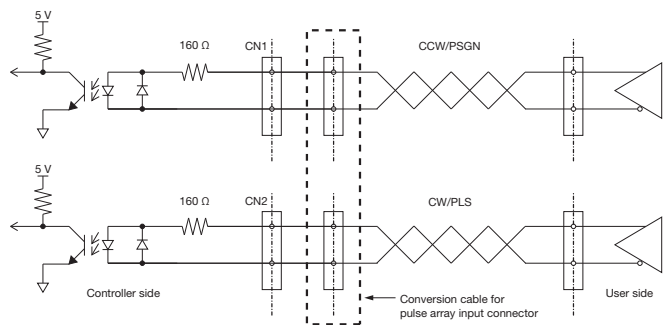 5 V
160 Ω
CN1
CCW/PSGN
5 V
160 Ω
CN2
CW/PLS
Controller side
Conversion cable for
pulse array input connector
User side